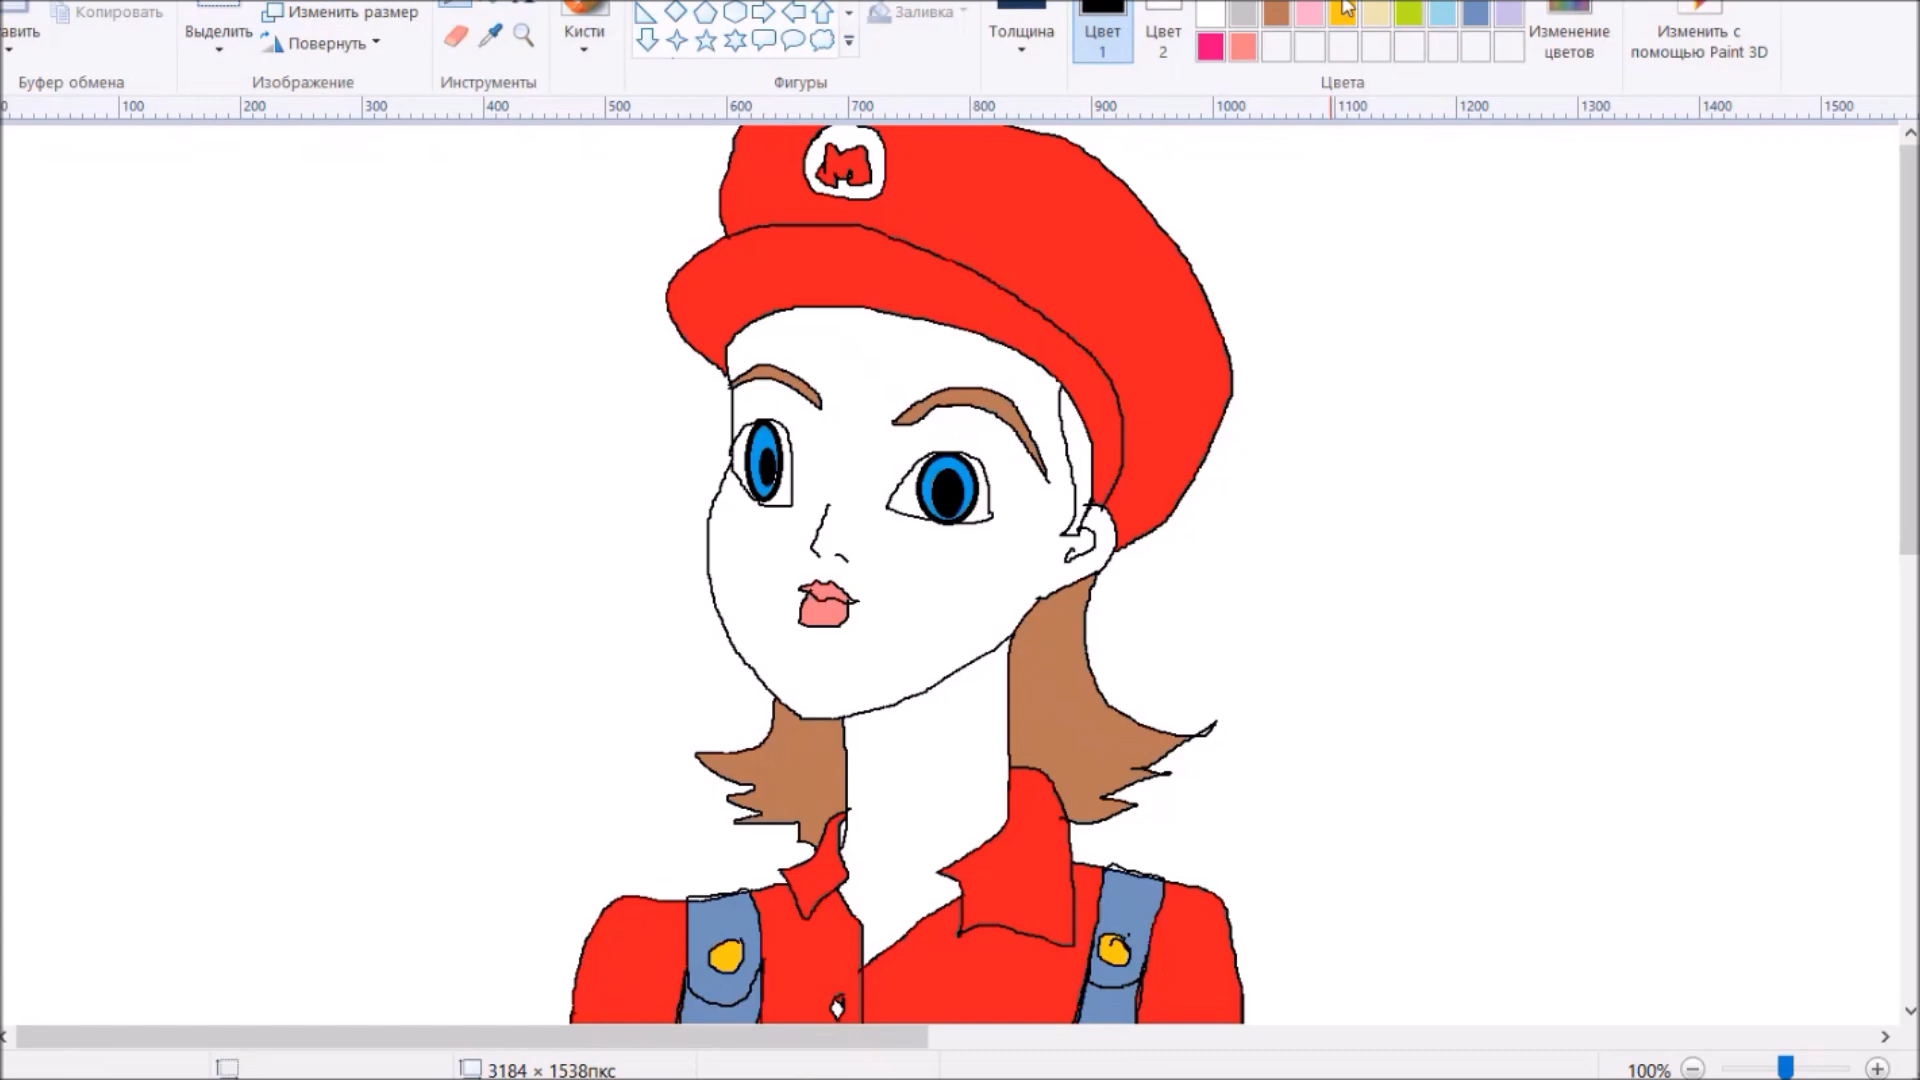 Изменить размер
Копировать
авить
Выделить
Повернуть
Кисти
Заливка
Толщина
Цвет
1
Цвет
2
Изменение
цветов
Изменить с
помощью Paint 3D
Буфер обмена
Изображение
Инструменты
Фигуры
Цвета
0 100 200 300 400 500 600 700 800 900 1000 1100 1200 1300 1400 1500
M
3184 × 1538пкс
100%